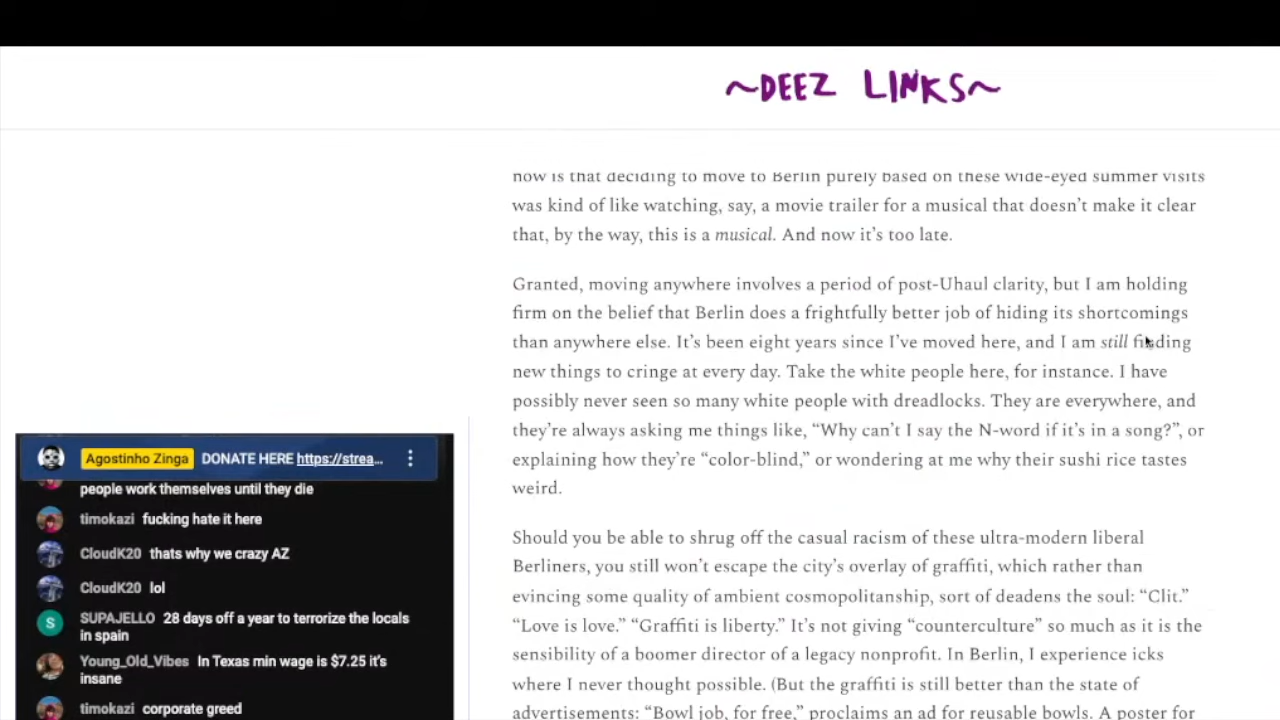 ~DEEZ LINKS~
now is that deciding to move to Berlin purely based on these wide-eyed summer visits
was kind of like watching, say, a movie trailer for a musical that doesn’t make it clear
that, by the way, this is a musical. And now it’s too late.
Granted, moving anywhere involves a period of post-Uhaul clarity, but I am holding
firm on the belief that Berlin does a frightfully better job of hiding its shortcomings
than anywhere else. It’s been eight years since I’ve moved here, and I am still finding
new things to cringe at every day. Take the white people here, for instance. I have
possibly never seen so many white people with dreadlocks. They are everywhere, and
they’re always asking me things like, “Why can’t I say the N-word if it’s in a song?”, or
explaining how they’re “color-blind,” or wondering at me why their sushi rice tastes
weird.
Should you be able to shrug off the casual racism of these ultra-modern liberal
Berliners, you still won’t escape the city’s overlay of graffiti, which rather than
evincing some quality of ambient cosmopolitanship, sort of deadens the soul: “Clit.”
“Love is love.” “Graffiti is liberty.” It’s not giving “counterculture” so much as it is the
sensibility of a boomer director of a legacy nonprofit. In Berlin, I experience icks
where I never thought possible. (But the graffiti is still better than the state of
advertisements: “Bowl job, for free,” proclaims an ad for reusable bowls. A poster for
Agostinho Zinga DONATE HERE https://strea...
people work themselves until they die
timokazi fucking hate it here
CloudK20 thats why we crazy AZ
CloudK20 lol
S SUPAJELLO 28 days off a year to terrorize the locals
in spain
Young_Old_Vibes In Texas min wage is $7.25 it’s
insane
timokazi corporate greed